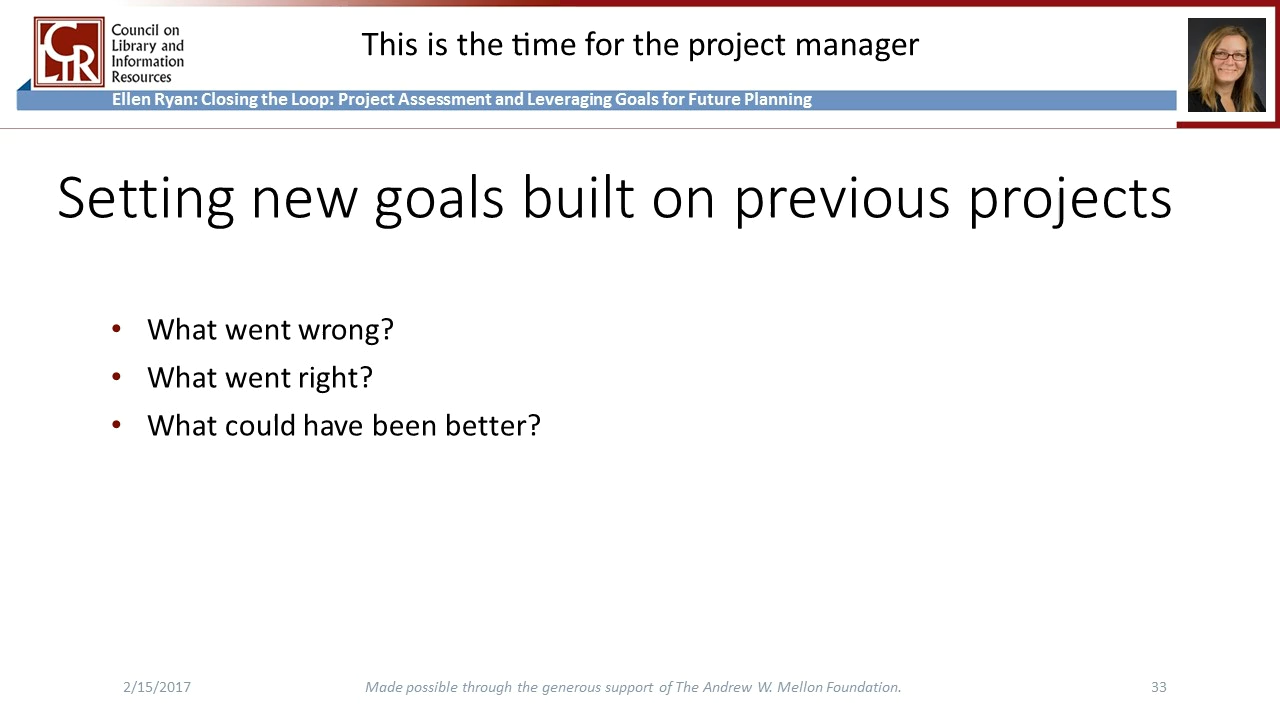 CLIR
Council on
Library and
Information
Resources
This is the time for the project manager
Ellen Ryan: Closing the Loop: Project Assessment and Leveraging Goals for Future Planning
Setting new goals built on previous projects
• What went wrong?
• What went right?
• What could have been better?
2/15/2017
Made possible through the generous support of The Andrew W. Mellon Foundation.
33